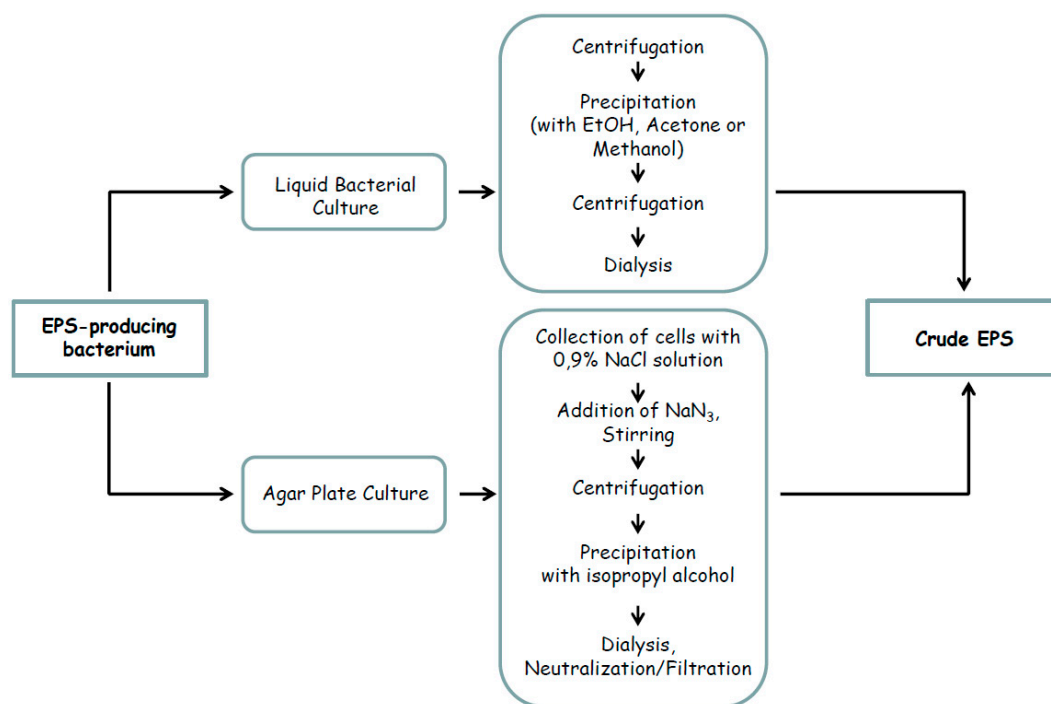 EPS-producing
bacterium
Liquid Bacterial
Culture
Centrifugation
Precipitation
(with EtOH, Acetone or
Methanol)
Centrifugation
Dialysis
Agar Plate Culture
Collection of cells with
0,9% NaCl solution
Addition of NaN₃,
Stirring
Centrifugation
Precipitation
with isopropyl alcohol
Dialysis,
Neutralization/Filtration
Crude EPS